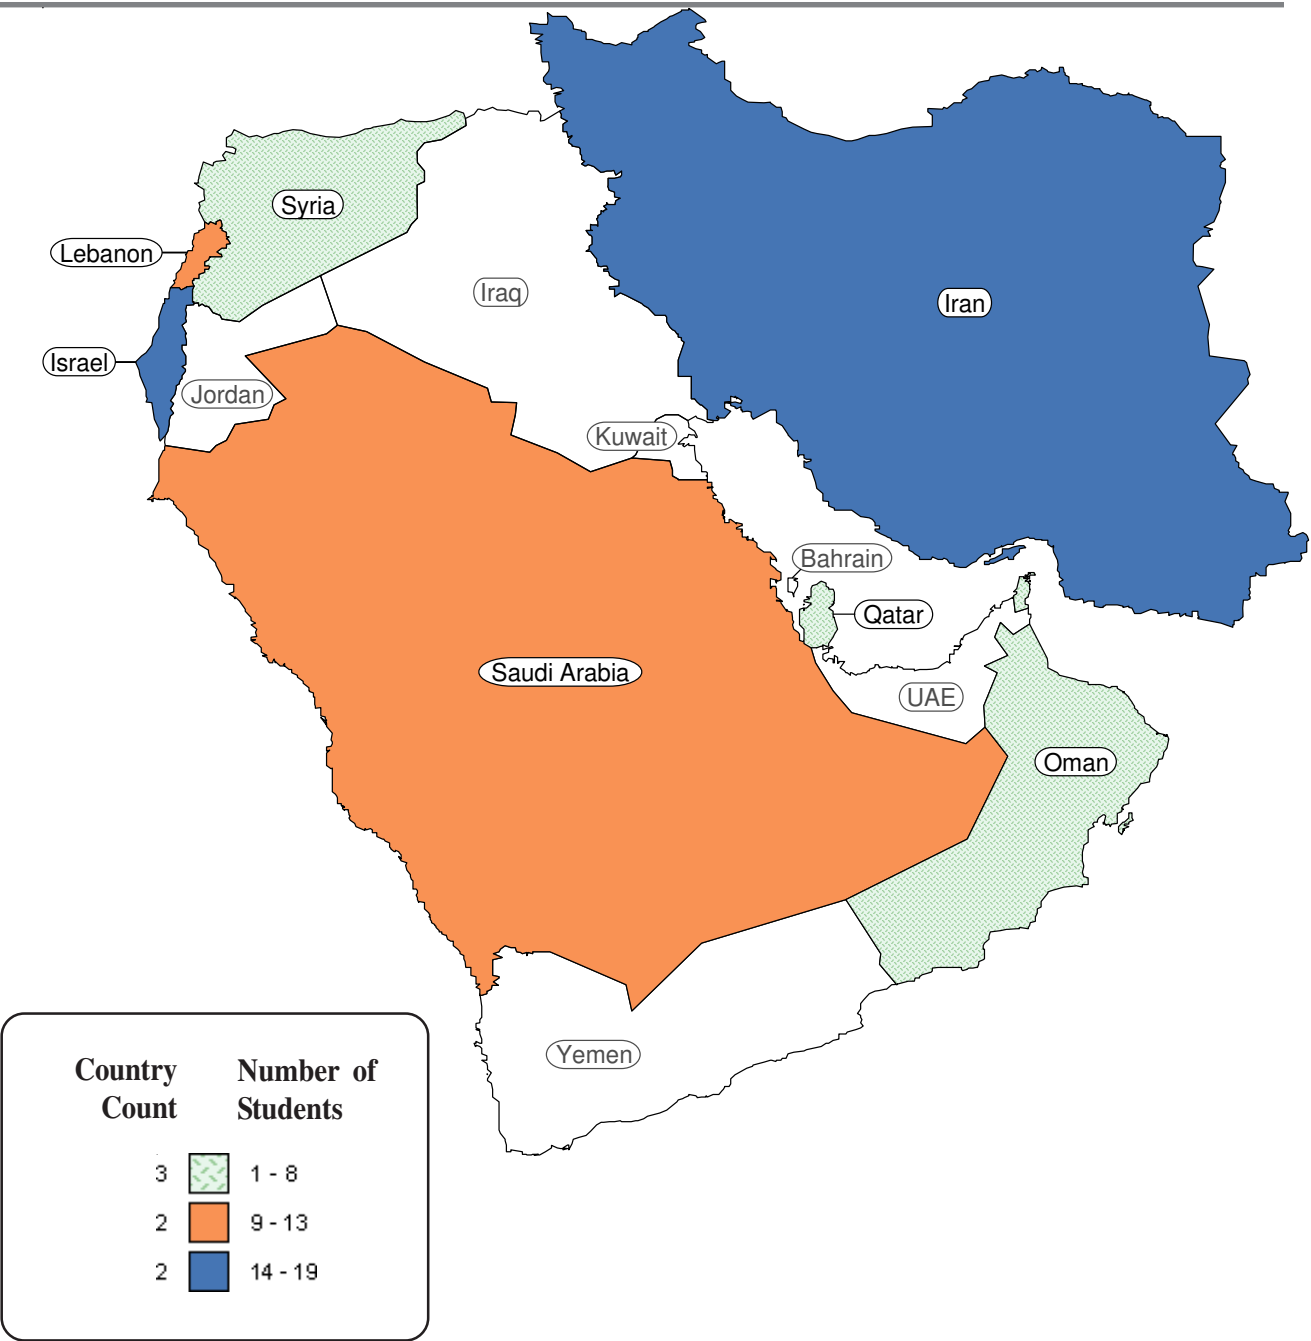 Syria
Lebanon
Iraq
Iran
Israel
Jordan
Kuwait
Bahrain
Qatar
Saudi Arabia
UAE
Oman
Yemen
Country Number of
Count Students
3 1 - 8
2 9 - 13
2 14 - 19